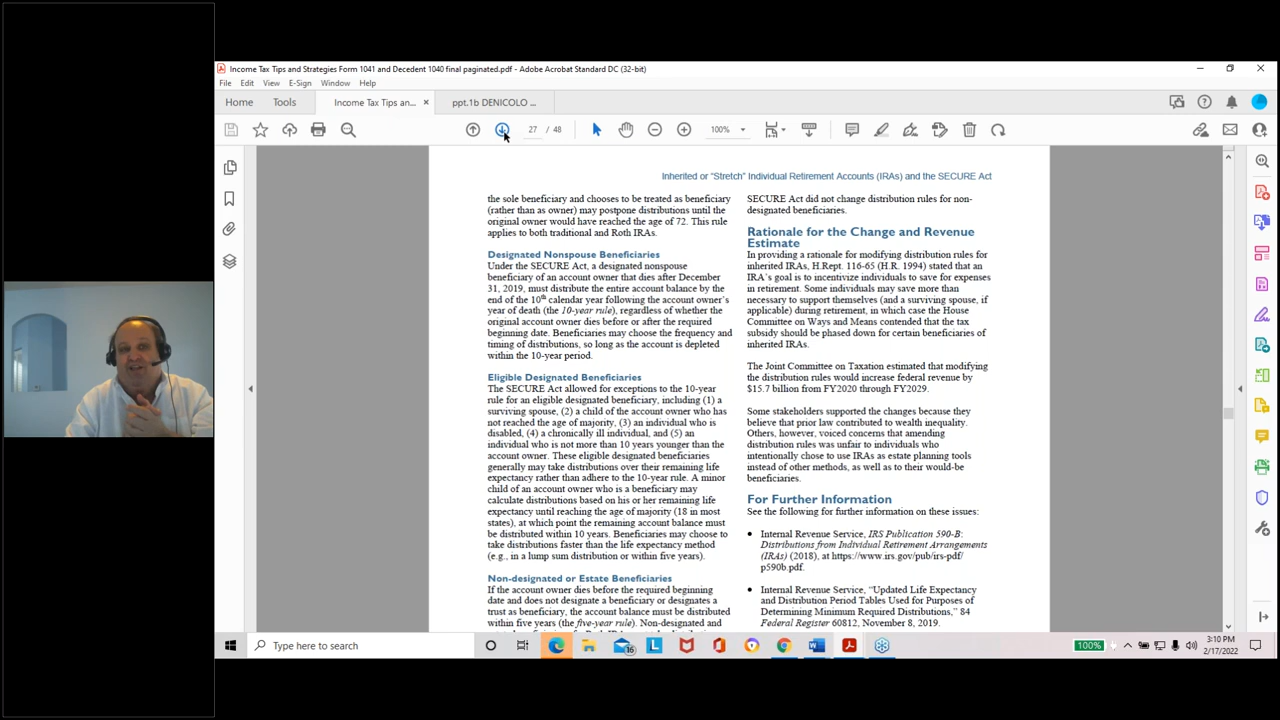 Income Tax Tips and Strategies Form 1041 and Decedent 1040 final paginated.pdf - Adobe Acrobat Standard DC (32-bit)
File Edit View E-Sign Window Help
Home Tools Income Tax Tips an... × ppt.1b DENICOLO ...
27 / 48 100%
Inherited or "Stretch" Individual Retirement Accounts (IRAs) and the SECURE Act
the sole beneficiary and chooses to be treated as beneficiary
(rather than as owner) may postpone distributions until the
original owner would have reached the age of 72. This rule
applies to both traditional and Roth IRAs.
Designated Nonspouse Beneficiaries
Under the SECURE Act, a designated nonspouse
beneficiary of an account owner that dies after December
31, 2019, must distribute the entire account balance by the
end of the 10th calendar year following the account owner's
year of death (the 10-year rule), regardless of whether the
original account owner dies before or after the required
beginning date. Beneficiaries may choose the frequency and
timing of distributions, so long as the account is depleted
within the 10-year period.
Eligible Designated Beneficiaries
The SECURE Act allowed for exceptions to the 10-year
rule for an eligible designated beneficiary, including (1) a
surviving spouse, (2) a child of the account owner who has
not reached the age of majority, (3) an individual who is
disabled, (4) a chronically ill individual, and (5) an
individual who is not more than 10 years younger than the
account owner. These eligible designated beneficiaries
generally may take distributions over their remaining life
expectancy rather than adhere to the 10-year rule. A minor
child of an account owner who is a beneficiary may
calculate distributions based on his or her remaining life
expectancy until reaching the age of majority (18 in most
states), at which point the remaining account balance must
be distributed within 10 years. Beneficiaries may choose to
take distributions faster than the life expectancy method
(e.g., in a lump sum distribution or within five years).
Non-designated or Estate Beneficiaries
If the account owner dies before the required beginning
date and does not designate a beneficiary or designates a
trust as beneficiary, the account balance must be distributed
within five years (the five-year rule). Non-designated and
SECURE Act did not change distribution rules for non-
designated beneficiaries.
Rationale for the Change and Revenue
Estimate
In providing a rationale for modifying distribution rules for
inherited IRAs, H.Rept. 116-65 (H.R. 1994) stated that an
IRA's goal is to incentivize individuals to save for expenses
in retirement. Some individuals may save more than
necessary to support themselves (and a surviving spouse, if
applicable) during retirement, in which case the House
Committee on Ways and Means contended that the tax
subsidy should be phased down for certain beneficiaries of
inherited IRAs.
The Joint Committee on Taxation estimated that modifying
the distribution rules would increase federal revenue by
$15.7 billion from FY2020 through FY2029.
Some stakeholders supported the changes because they
believe that prior law contributed to wealth inequality.
Others, however, voiced concerns that amending
distribution rules was unfair to individuals who
intentionally chose to use IRAs as estate planning tools
instead of other methods, as well as to their would-be
beneficiaries.
For Further Information
See the following for further information on these issues:
• Internal Revenue Service, IRS Publication 590-B:
Distributions from Individual Retirement Arrangements
(IRAs) (2018), at https://www.irs.gov/pub/irs-pdf/
p590b.pdf.
• Internal Revenue Service, "Updated Life Expectancy
and Distribution Period Tables Used for Purposes of
Determining Minimum Required Distributions," 84
Federal Register 60812, November 8, 2019.
Type here to search
16
100%
3:10 PM
2/17/2022